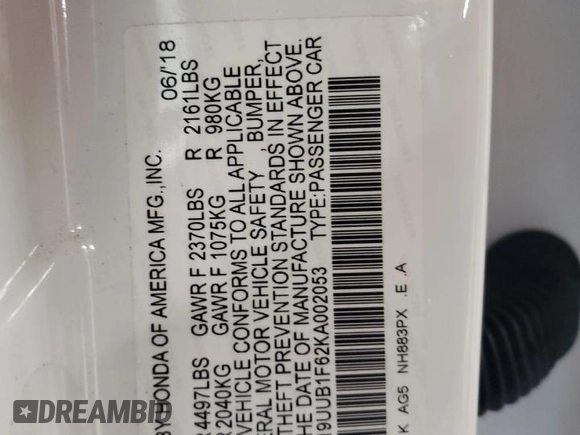 BY HONDA OF AMERICA MFG.,INC. 06/'18
4497LBS GAWR F 2370LBS R 2161LBS
2040KG GAWR F 1075KG R 980KG
VEHICLE CONFORMS TO ALL APPLICABLE
MOTOR VEHICLE SAFETY , BUMPER,
THEFT PREVENTION STANDARDS IN EFFECT
THE DATE OF MANUFACTURE SHOWN ABOVE.
19UUB1F62KA002053 TYPE:PASSENGER CAR
K AG5 NH883PX .E .A
DREAMBID